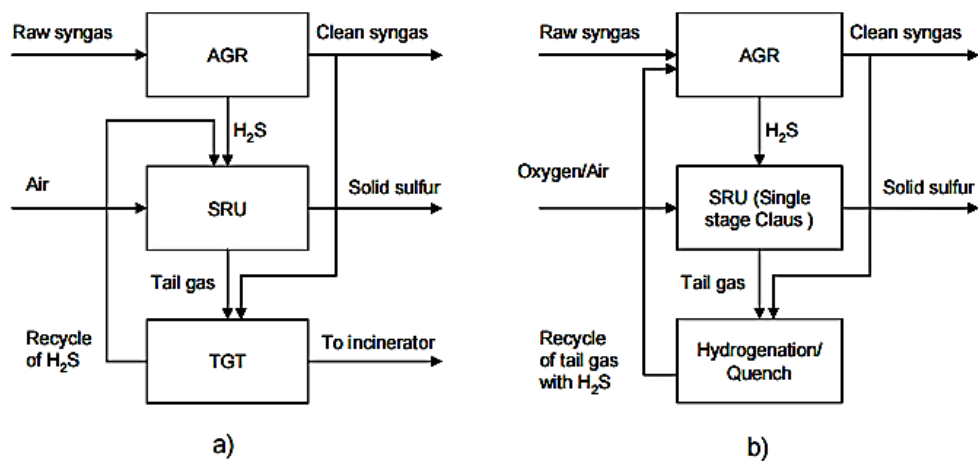 Raw syngas
AGR
Clean syngas
H₂S
Air
SRU
Solid sulfur
Tail gas
Recycle
of H₂S
TGT
To incinerator
a)
Raw syngas
AGR
Clean syngas
H₂S
Oxygen/Air
SRU (Single
stage Claus )
Solid sulfur
Tail gas
Recycle
of tail gas
with H₂S
Hydrogenation/
Quench
b)